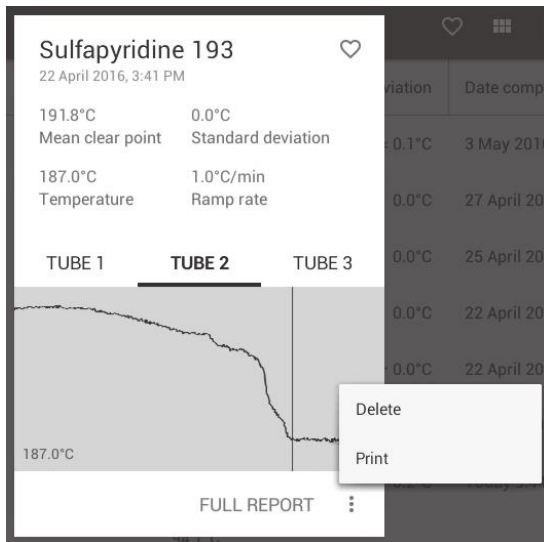 Sulfapyridine 193
22 April 2016, 3:41 PM
191.8°C 0.0°C
Mean clear point Standard deviation
187.0°C 1.0°C/min
Temperature Ramp rate
TUBE 1 TUBE 2 TUBE 3
187.0°C
FULL REPORT
Delete
Print
viation Date comp
0.1°C 3 May 201
0.0°C 27 April 20
0.0°C 25 April 20
0.0°C 22 April 20
0.0°C 22 April 20